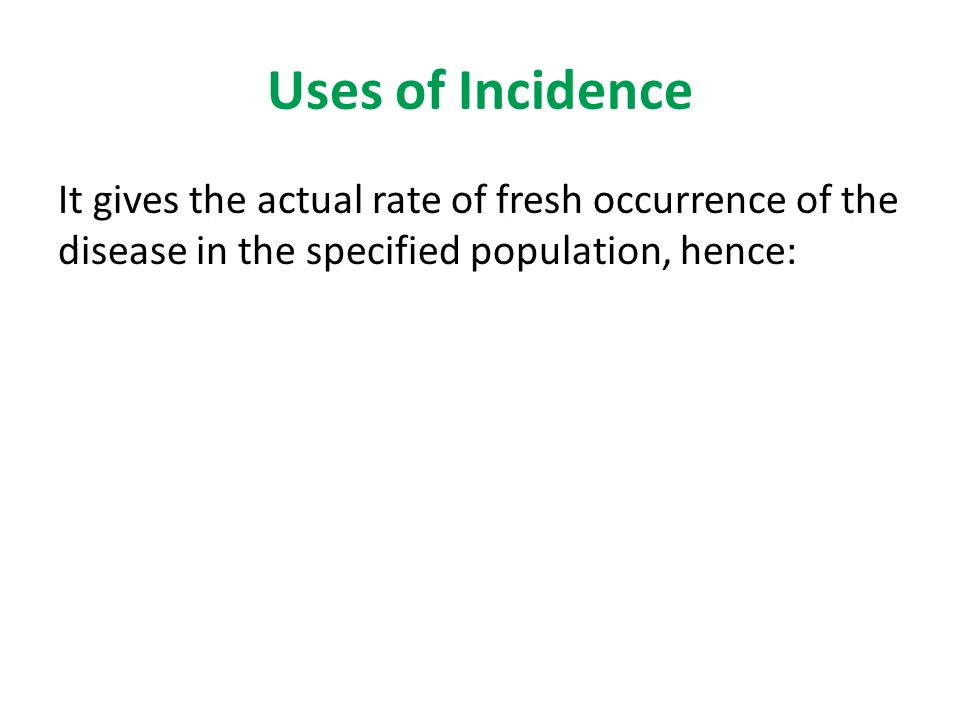 Uses of Incidence
It gives the actual rate of fresh occurrence of the
disease in the specified population, hence: